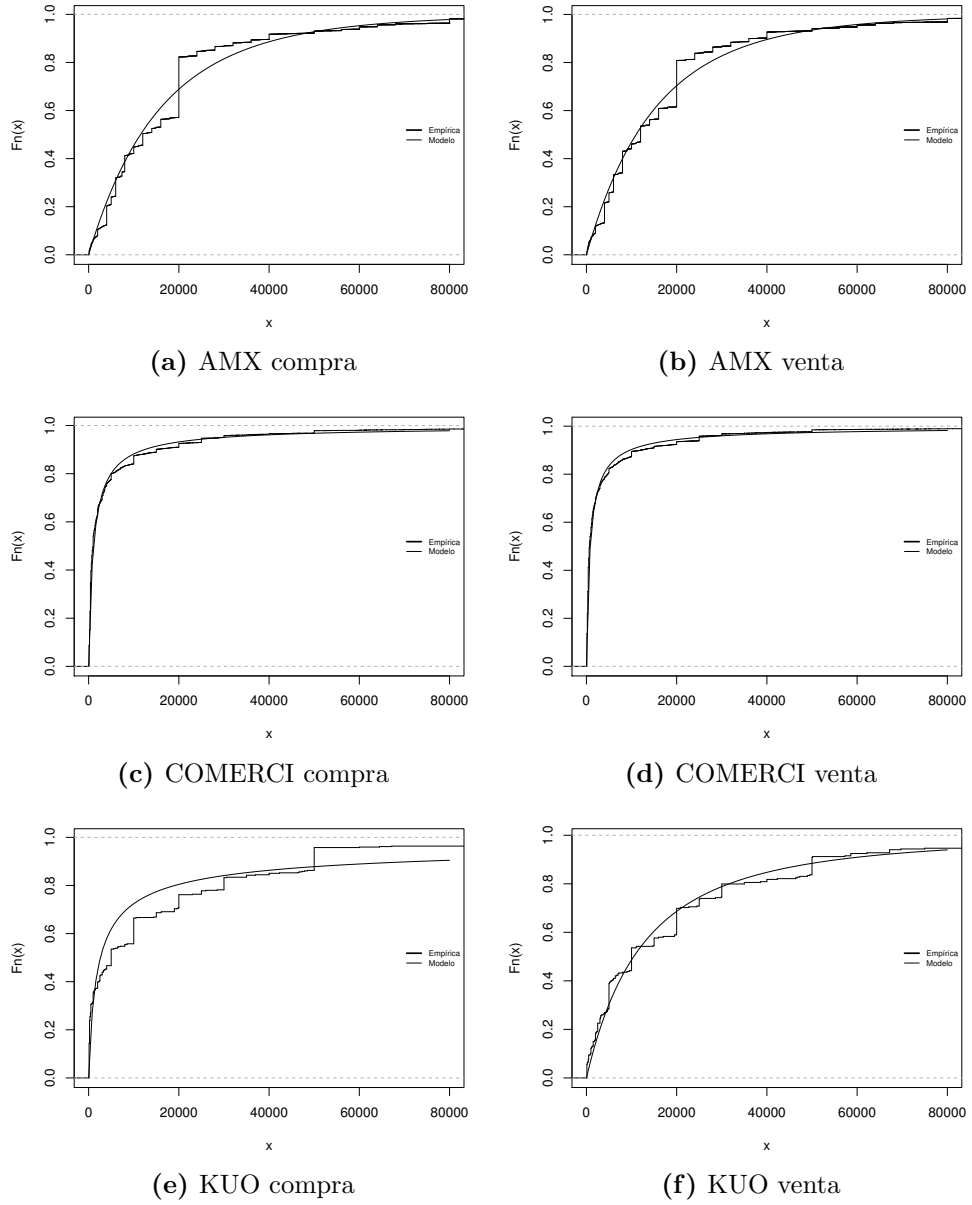 Fn(x)
1.0
0.8
0.6
0.4
0.2
0.0
Empírica
Modelo
0 20000 40000 60000 80000
x
(a) AMX compra
Fn(x)
1.0
0.8
0.6
0.4
0.2
0.0
Empírica
Modelo
0 20000 40000 60000 80000
x
(b) AMX venta
Fn(x)
1.0
0.8
0.6
0.4
0.2
0.0
Empírica
Modelo
0 20000 40000 60000 80000
x
(c) COMERCI compra
Fn(x)
1.0
0.8
0.6
0.4
0.2
0.0
Empírica
Modelo
0 20000 40000 60000 80000
x
(d) COMERCI venta
Fn(x)
1.0
0.8
0.6
0.4
0.2
0.0
Empírica
Modelo
0 20000 40000 60000 80000
x
(e) KUO compra
Fn(x)
1.0
0.8
0.6
0.4
0.2
0.0
Empírica
Modelo
0 20000 40000 60000 80000
x
(f) KUO venta